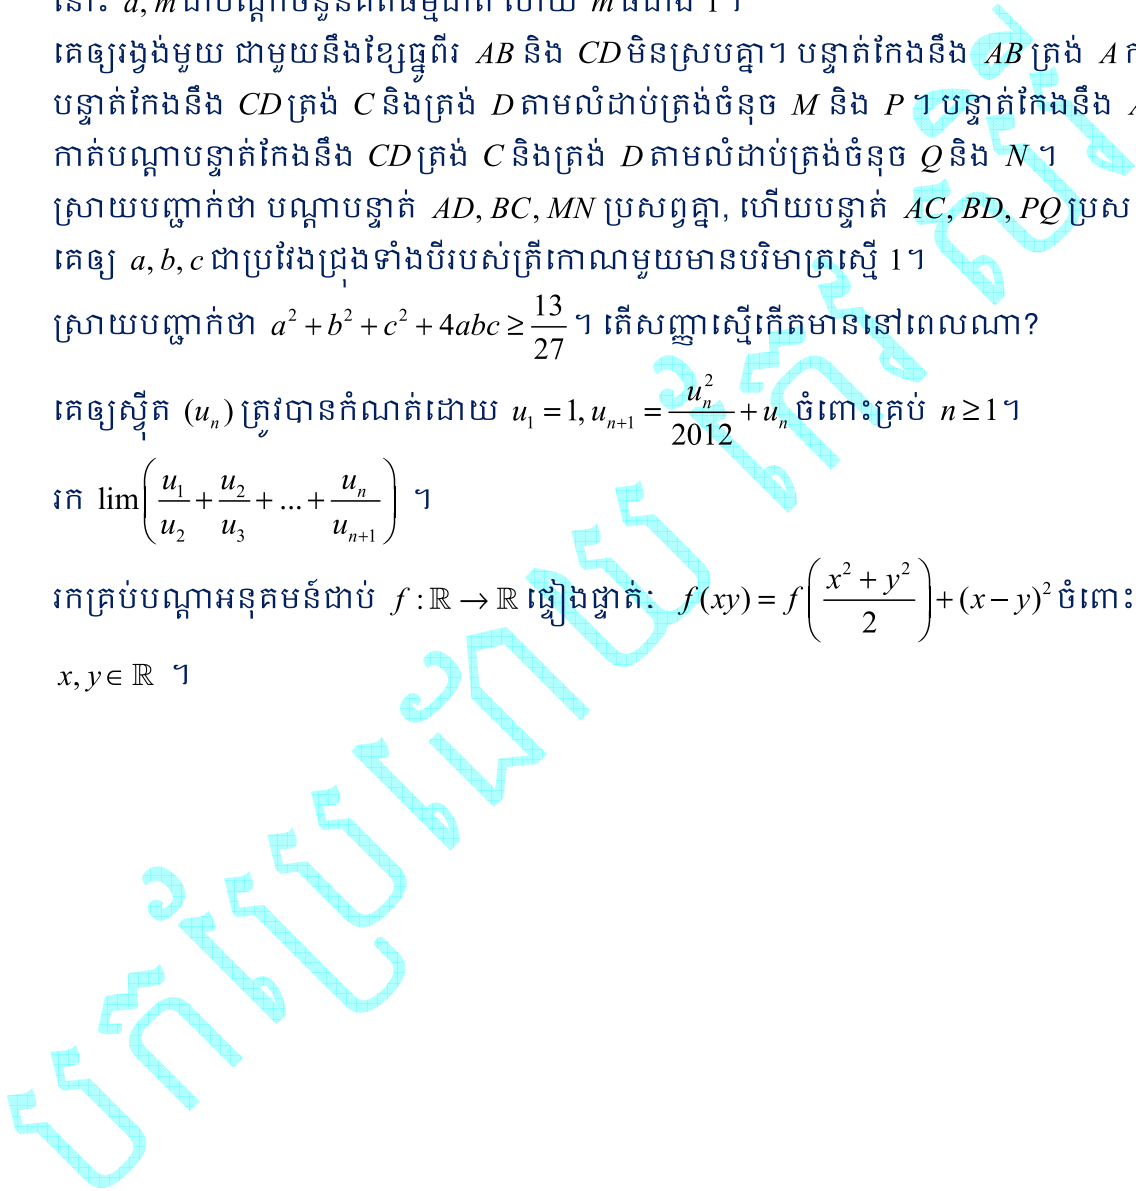 នោះ a, m ជាបណ្តាចំនួនគត់ធម្មជាតិ ហើយ m ធំជាង 1 ។
គេឲ្យរង្វង់មួយ ជាមួយនឹងខ្សែធ្នូពីរ AB និង CD មិនស្របគ្នា។ បន្ទាត់កែងនឹង AB ត្រង់ A
បន្ទាត់កែងនឹង CD ត្រង់ C និងត្រង់ D តាមលំដាប់ត្រង់ចំនុច M និង P ។ បន្ទាត់កែងនឹង
កាត់បណ្តាបន្ទាត់កែងនឹង CD ត្រង់ C និងត្រង់ D តាមលំដាប់ត្រង់ចំនុច Q និង N ។
ស្រាយបញ្ជាក់ថា បណ្តាបន្ទាត់ AD, BC, MN ប្រសព្វគ្នា, ហើយបន្ទាត់ AC, BD, PQ ប្រស
គេឲ្យ a, b, c ជាប្រវែងជ្រុងទាំងបីរបស់ត្រីកោណមួយមានបរិមាត្រស្មើ 1។
ស្រាយបញ្ជាក់ថា a² + b² + c² + 4abc ≥ 13/27 ។ តើសញ្ញាស្មើកើតមាននៅពេលណា?
គេឲ្យស្វ៊ីត (uₙ) ត្រូវបានកំណត់ដោយ u₁ = 1, uₙ₊₁ = uₙ²/2012 + uₙ ចំពោះគ្រប់ n ≥ 1។
រក lim(u₁/u₂ + u₂/u₃ + ... + uₙ/uₙ₊₁) ។
រកគ្រប់បណ្តាអនុគមន៍ជាប់ f : ℝ → ℝ ផ្ទៀងផ្ទាត់: f(xy) = f((x² + y²)/2) + (x − y)² ចំពោះ
x, y ∈ ℝ ។